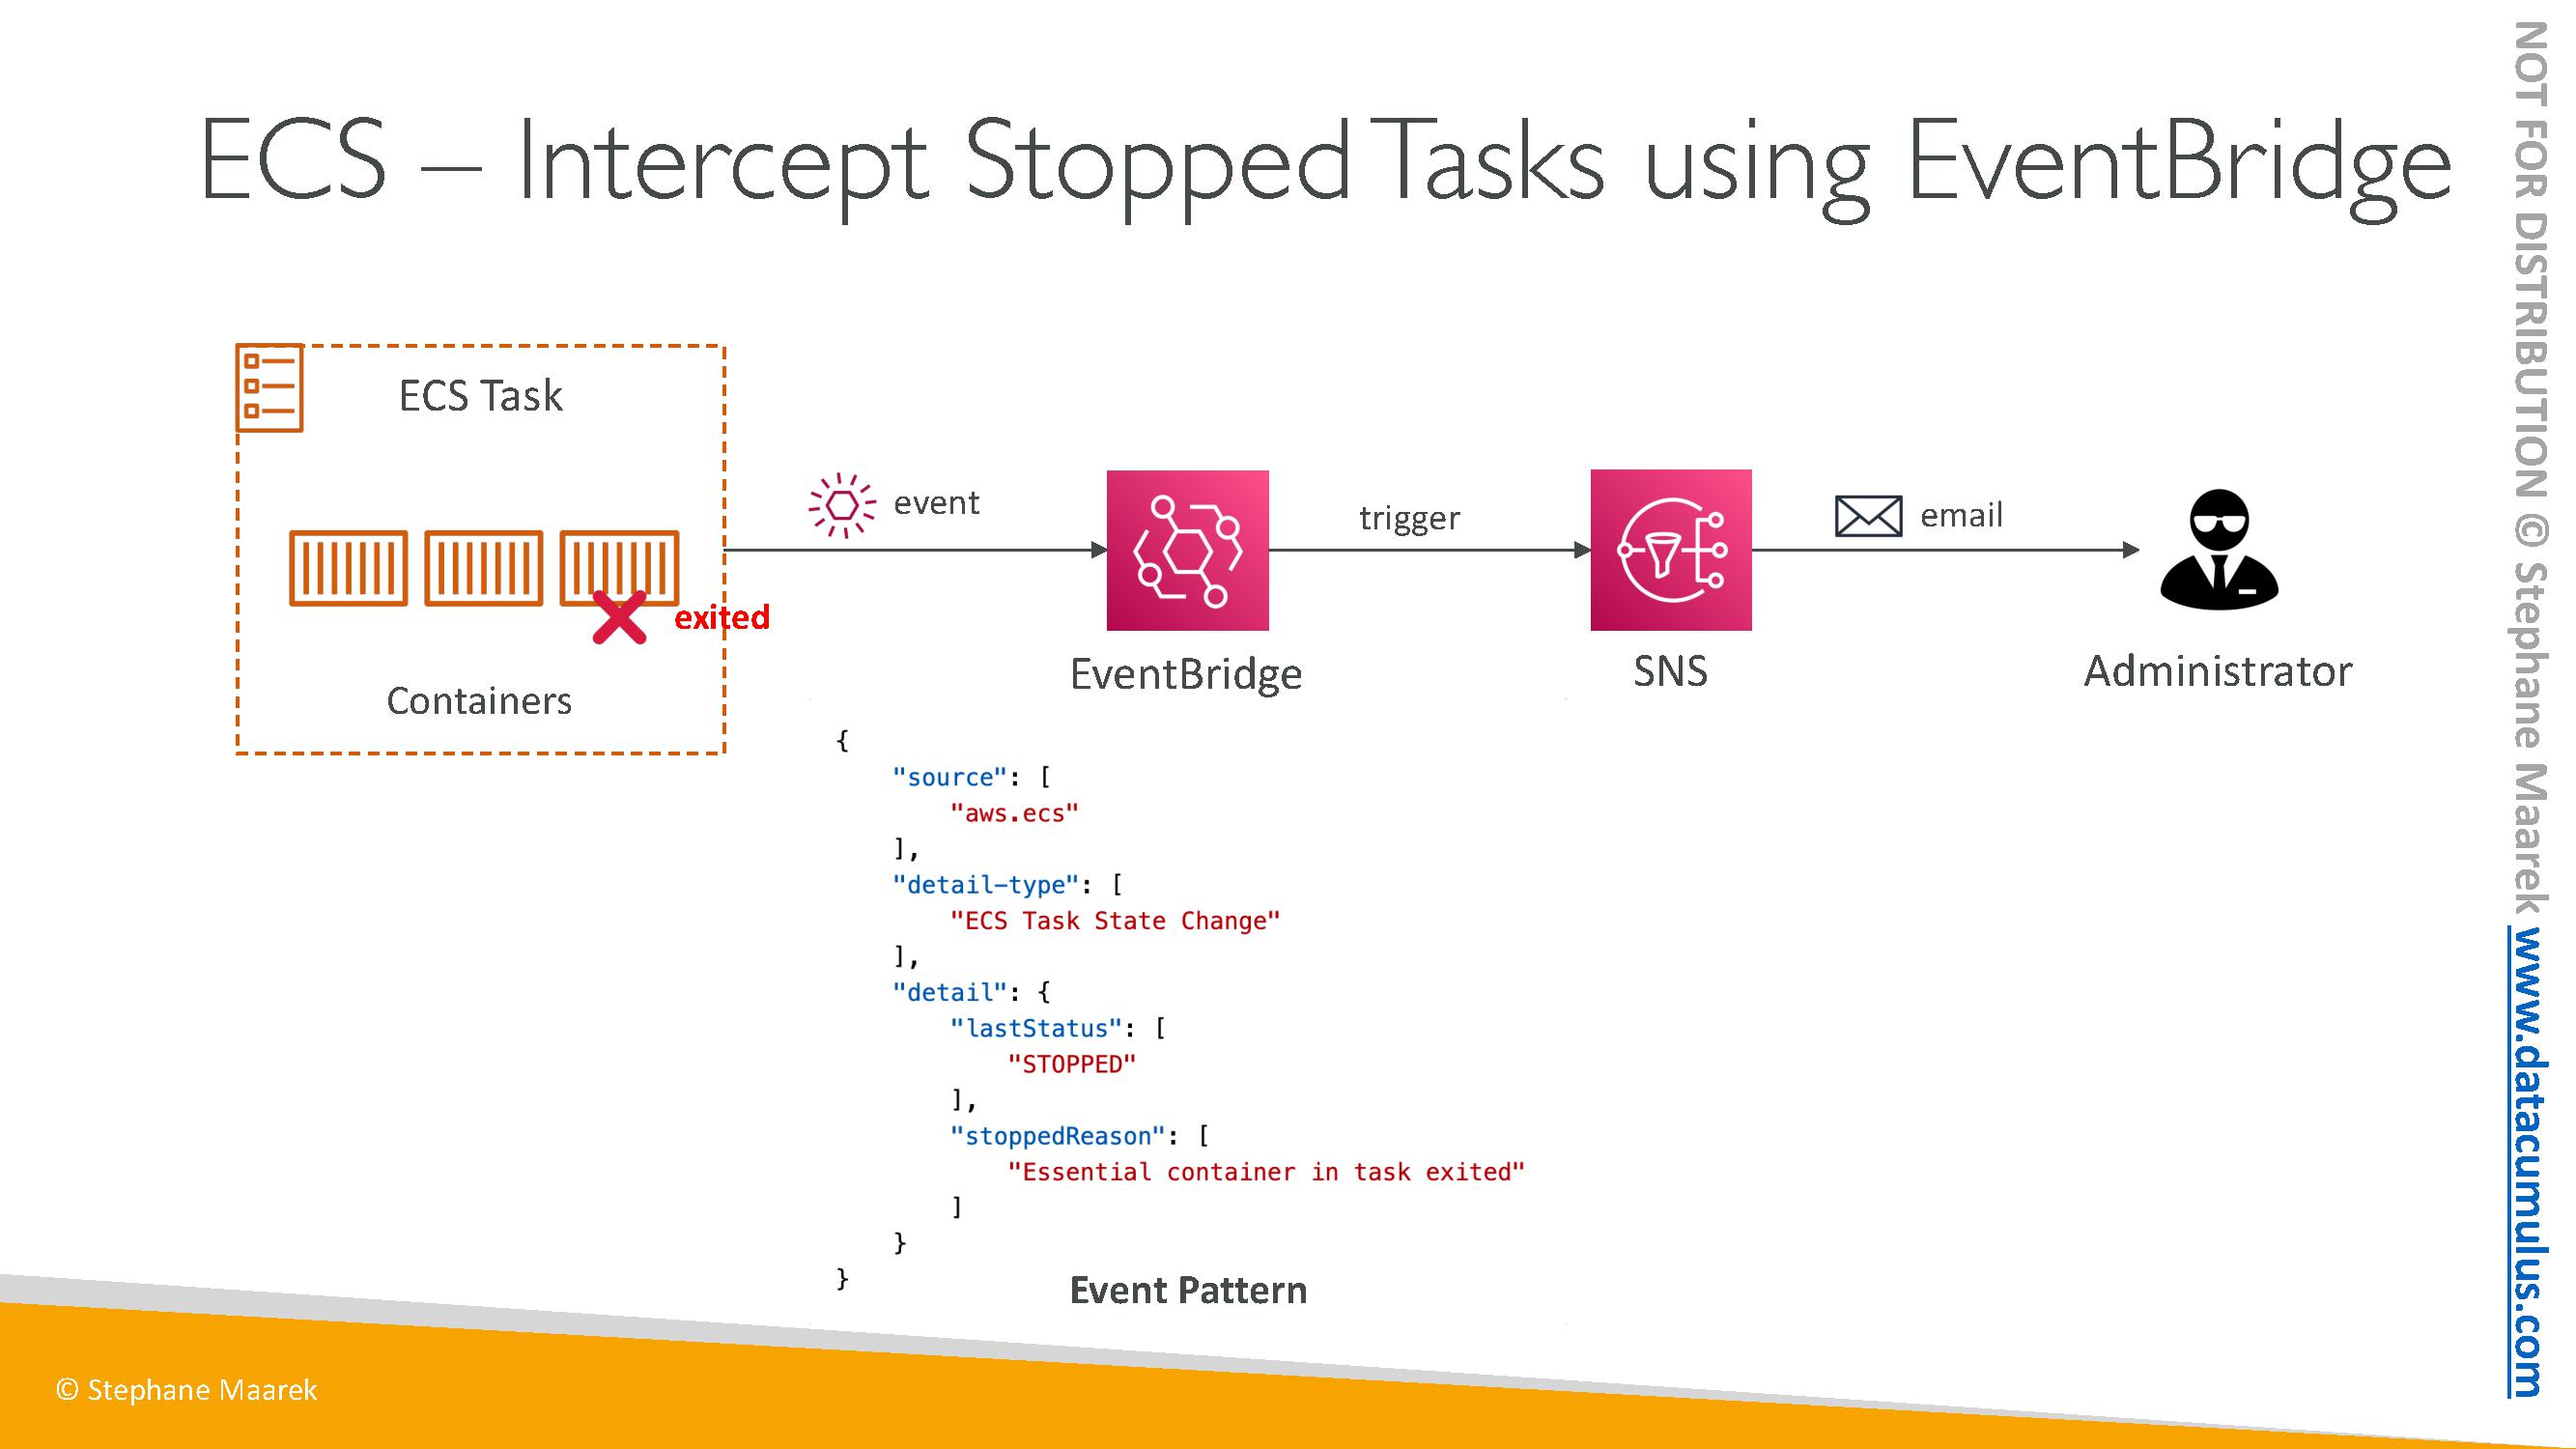 ECS – Intercept Stopped Tasks using EventBridge
ECS Task
exited
Containers
event
EventBridge
trigger
SNS
email
Administrator
{
    "source": [
        "aws.ecs"
    ],
    "detail-type": [
        "ECS Task State Change"
    ],
    "detail": {
        "lastStatus": [
            "STOPPED"
        ],
        "stoppedReason": [
            "Essential container in task exited"
        ]
    }
}
Event Pattern
© Stephane Maarek
NOT FOR DISTRIBUTION © Stephane Maarek www.datacumulus.com